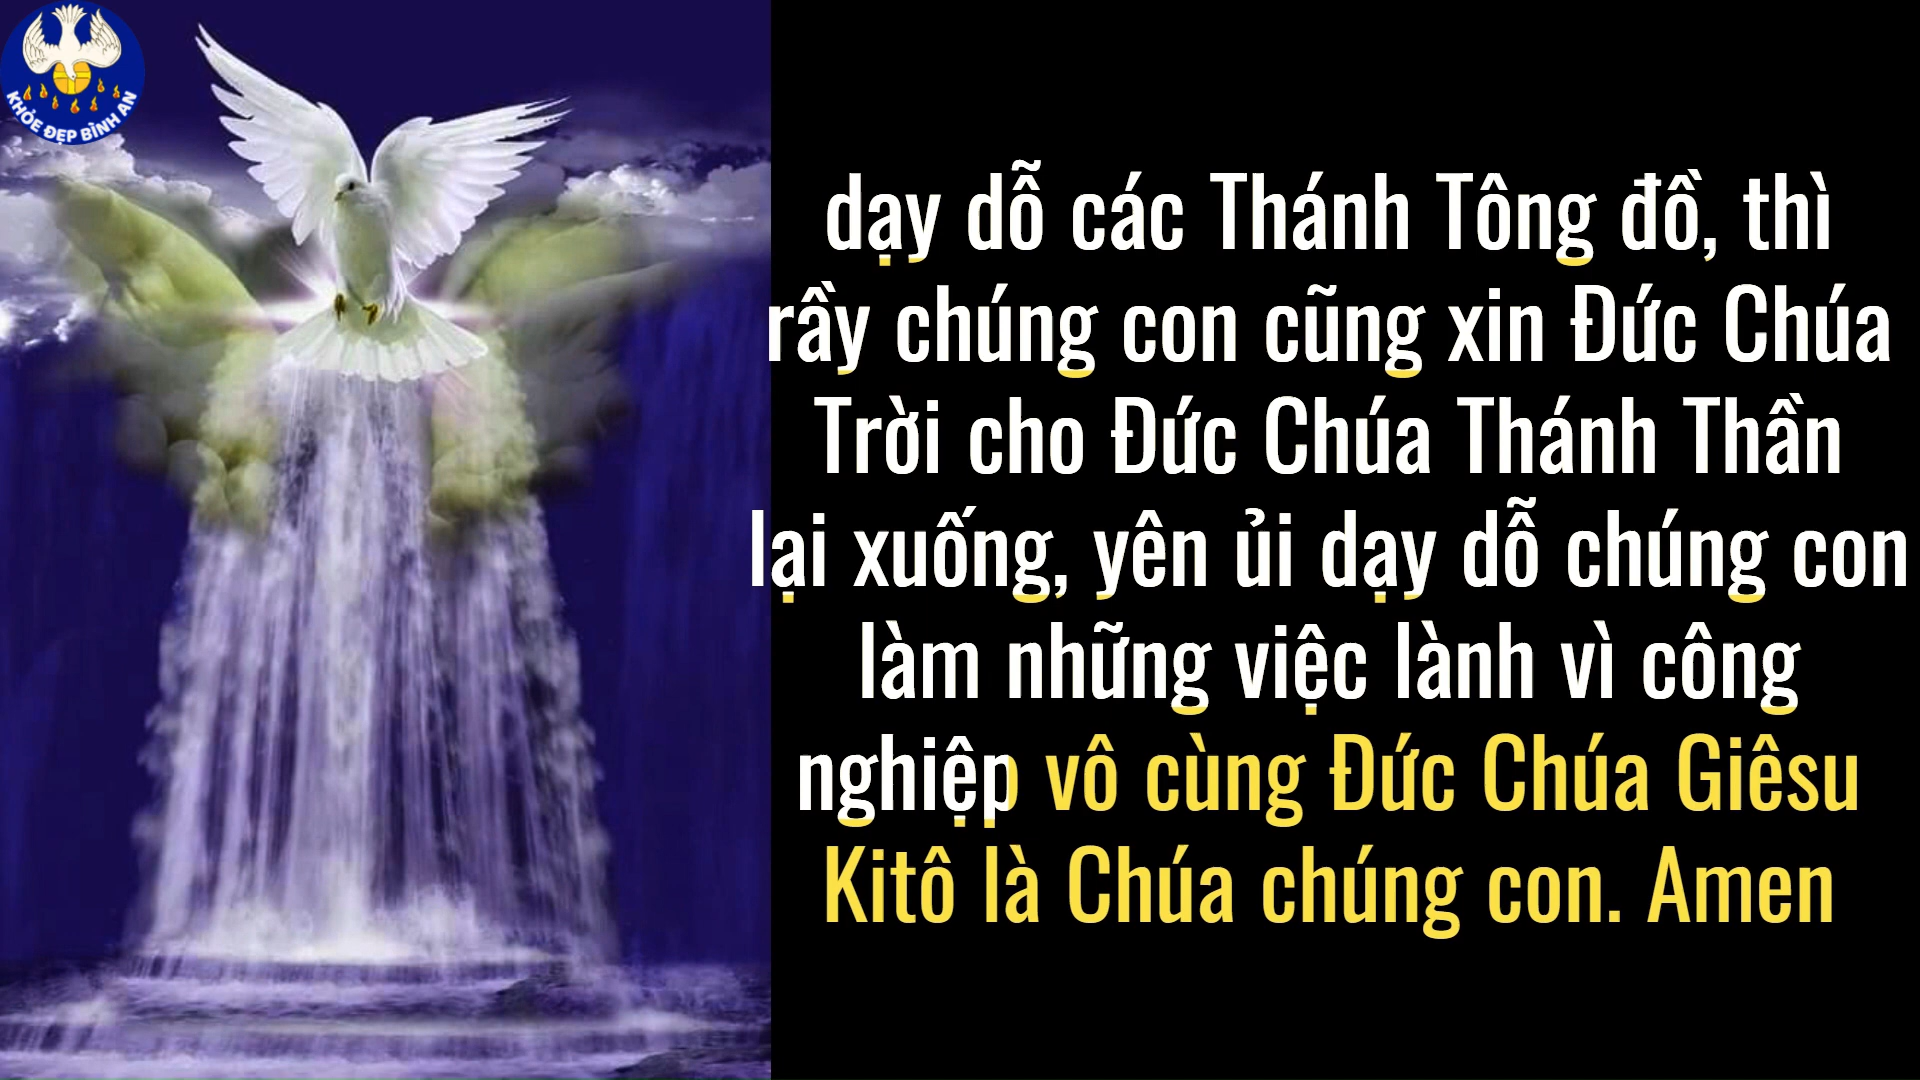 KHỎE ĐẸP BÌNH AN
dạy dỗ các Thánh Tông đồ, thì
rầy chúng con cũng xin Đức Chúa
Trời cho Đức Chúa Thánh Thần
lại xuống, yên ủi dạy dỗ chúng con
làm những việc lành vì công
nghiệp vô cùng Đức Chúa Giêsu
Kitô là Chúa chúng con. Amen